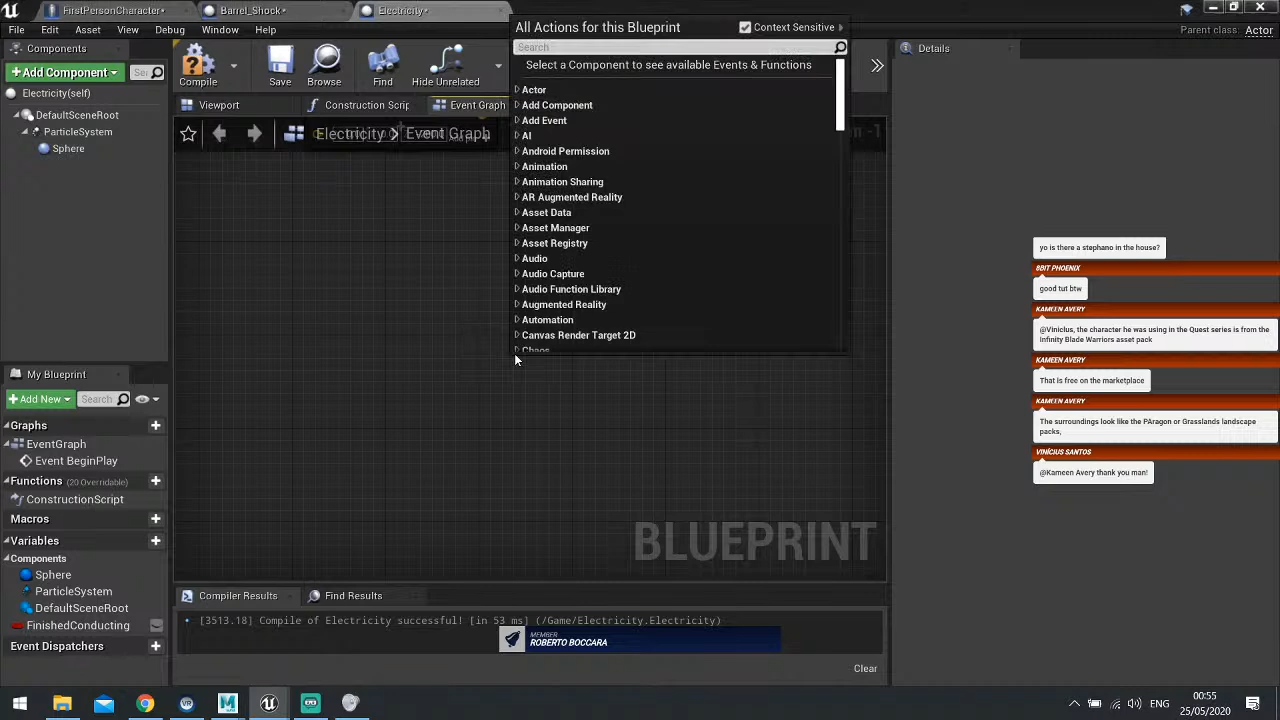 FirstPersonCharacter•
Barrel_Shock•
Electricity•
File Edit Asset View Debug Window Help
Parent class: Actor
Components
Add Component
Sea
Electricity(self)
DefaultSceneRoot
ParticleSystem
Sphere
Compile
Save
Browse
Find
Hide Unrelated
Viewport
Construction Scrip
Event Graph
Electricity > Event Graph
All Actions for this Blueprint
Context Sensitive
Search
Select a Component to see available Events & Functions
Actor
Add Component
Add Event
AI
Android Permission
Animation
Animation Sharing
AR Augmented Reality
Asset Data
Asset Manager
Asset Registry
Audio
Audio Capture
Audio Function Library
Augmented Reality
Automation
Canvas Render Target 2D
Chaos
Details
yo is there a stephano in the house?
8BIT PHOENIX
good tut btw
KAMEEN AVERY
@Vinicius, the character he was using in the Quest series is from the
Infinity Blade Warriors asset pack
KAMEEN AVERY
That is free on the marketplace
KAMEEN AVERY
The surroundings look like the PAragon or Grasslands landscape
packs,
VINÍCIUS SANTOS
@Kameen Avery thank you man!
My Blueprint
Add New
Search
Graphs
EventGraph
Event BeginPlay
Functions (20 Overridable)
ConstructionScript
Macros
Variables
Components
Sphere
ParticleSystem
DefaultSceneRoot
FinishedConducting
Event Dispatchers
BLUEPRINT
Compiler Results
Find Results
[3513.18] Compile of Electricity successful! [in 53 ms] (/Game/Electricity.Electricity)
MEMBER
ROBERTO BOCCARA
Clear
ENG
00:55
25/05/2020